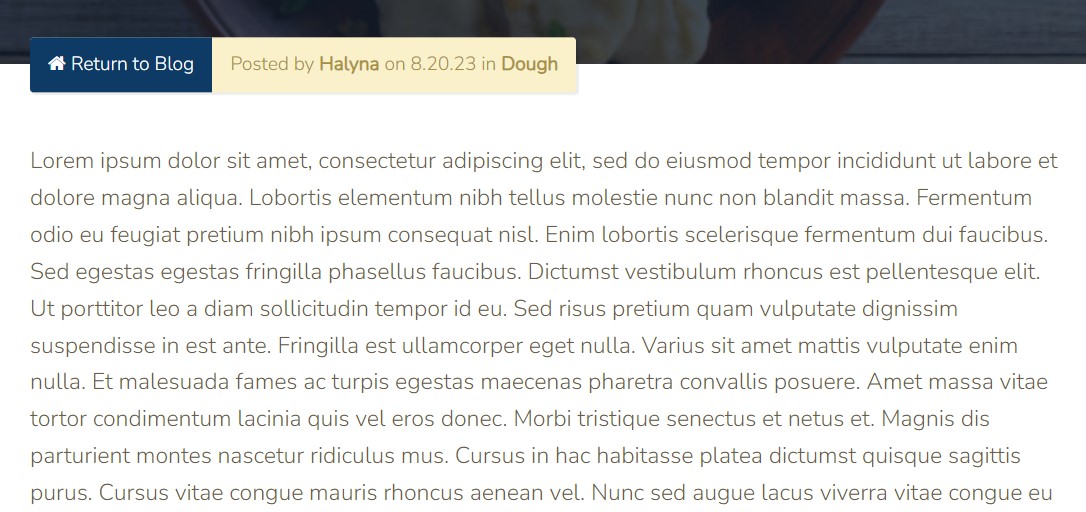 Return to Blog Posted by Halyna on 8.20.23 in Dough
Lorem ipsum dolor sit amet, consectetur adipiscing elit, sed do eiusmod tempor incididunt ut labore et
dolore magna aliqua. Lobortis elementum nibh tellus molestie nunc non blandit massa. Fermentum
odio eu feugiat pretium nibh ipsum consequat nisl. Enim lobortis scelerisque fermentum dui faucibus.
Sed egestas egestas fringilla phasellus faucibus. Dictumst vestibulum rhoncus est pellentesque elit.
Ut porttitor leo a diam sollicitudin tempor id eu. Sed risus pretium quam vulputate dignissim
suspendisse in est ante. Fringilla est ullamcorper eget nulla. Varius sit amet mattis vulputate enim
nulla. Et malesuada fames ac turpis egestas maecenas pharetra convallis posuere. Amet massa vitae
tortor condimentum lacinia quis vel eros donec. Morbi tristique senectus et netus et. Magnis dis
parturient montes nascetur ridiculus mus. Cursus in hac habitasse platea dictumst quisque sagittis
purus. Cursus vitae congue mauris rhoncus aenean vel. Nunc sed augue lacus viverra vitae congue eu